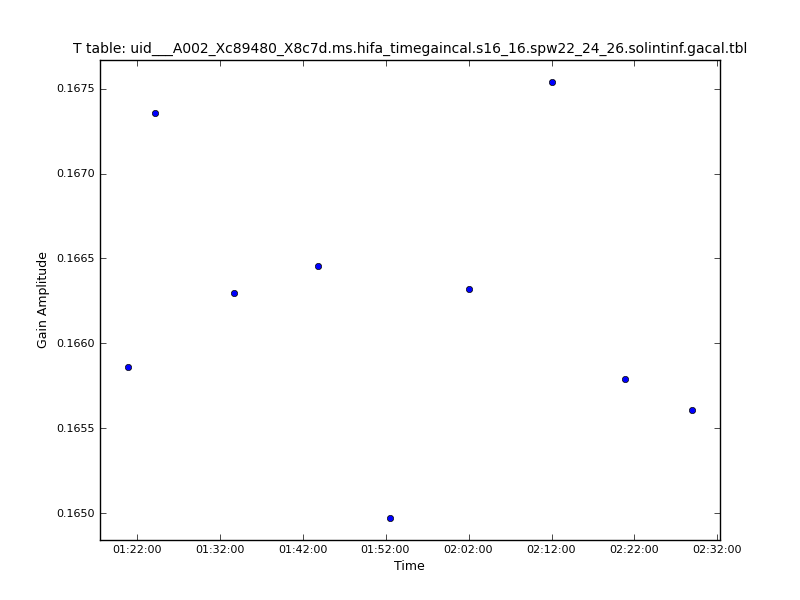 T table: uid___A002_Xc89480_X8c7d.ms.hifa_timegaincal.s16_16.spw22_24_26.solintinf.gacal.tbl
0.1675
0.1670
0.1665
0.1660
0.1655
0.1650
Gain Amplitude
01:22:00 01:32:00 01:42:00 01:52:00 02:02:00 02:12:00 02:22:00 02:32:00
Time